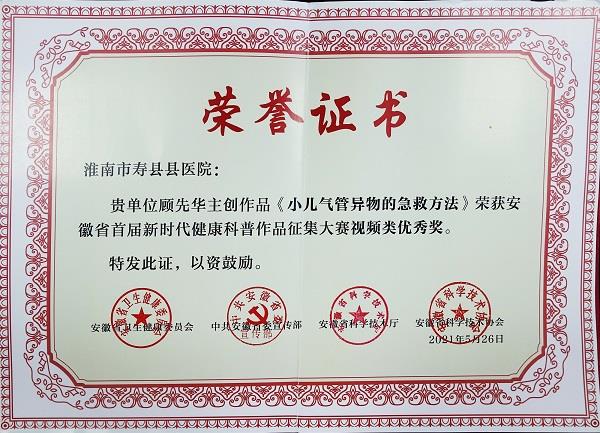 荣誉证书
淮南市寿县县医院：
贵单位顾先华主创作品《小儿气管异物的急救方法》荣获安
徽省首届新时代健康科普作品征集大赛视频类优秀奖。
特发此证，以资鼓励。
安徽省卫生健康委员会 中共安徽省委宣传部 安徽省科学技术厅 安徽省科学技术协会
宣传部
2021年5月26日